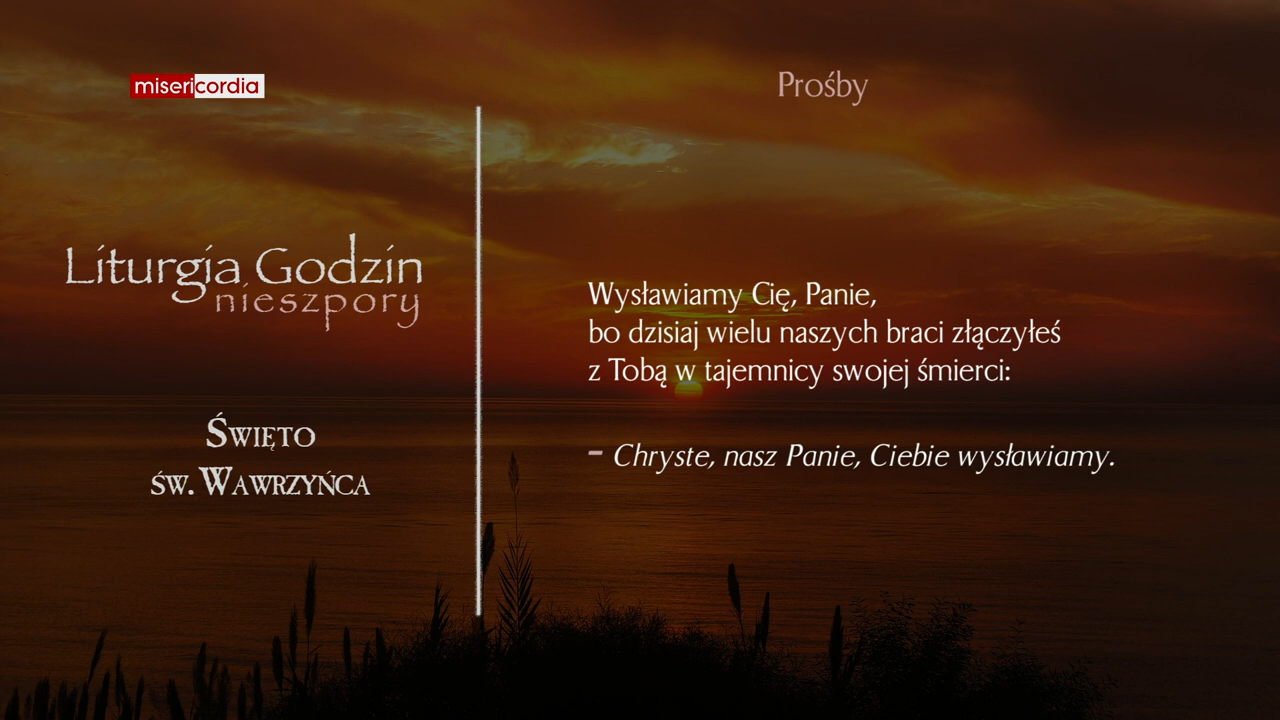 misericordia
Liturgia Godzin
nieszpory
Święto
św. Wawrzyńca
Prośby
Wysławiamy Cię, Panie,
bo dzisiaj wielu naszych braci złączyłeś
z Tobą w tajemnicy swojej śmierci:
– Chryste, nasz Panie, Ciebie wysławiamy.